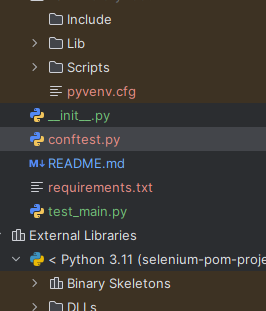 Include
Lib
Scripts
pyvenv.cfg
__init__.py
conftest.py
M↓ README.md
requirements.txt
test_main.py
External Libraries
< Python 3.11 (selenium-pom-proje
Binary Skeletons
DLLs